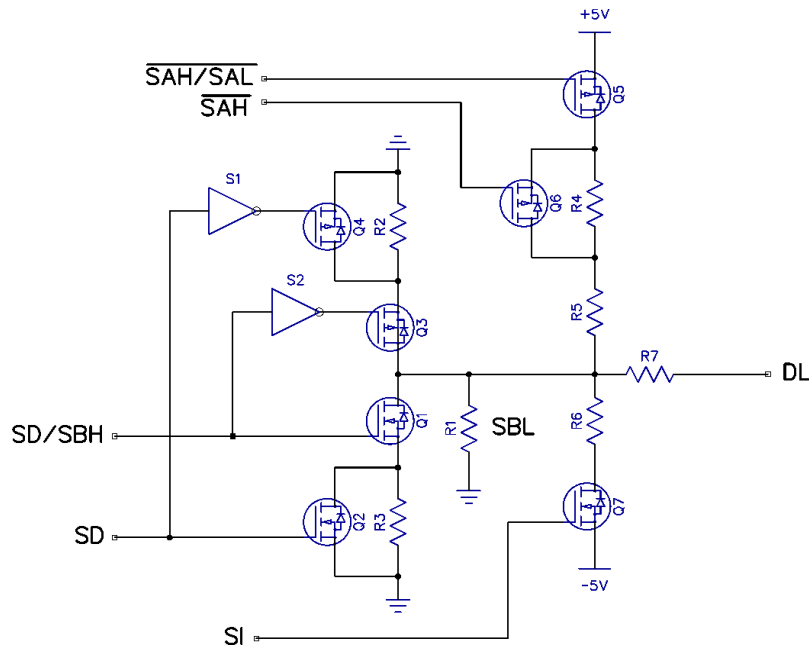 +5V
SAH/SAL
Q5
SAH
S1
Q4
R2
Q6
R4
S2
Q3
R5
R7
DL
Q1
R1
SBL
R6
SD/SBH
Q2
R3
Q7
SD
-5V
SI